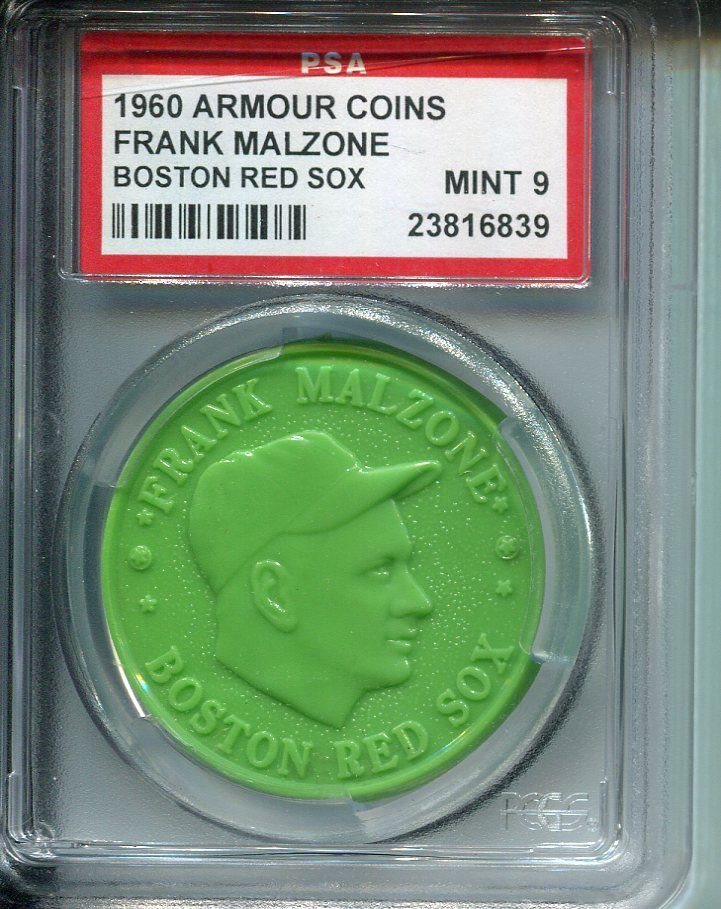 PSA
1960 ARMOUR COINS
FRANK MALZONE
BOSTON RED SOX MINT 9
23816839
FRANK MALZONE
BOSTON RED SOX
PCGS